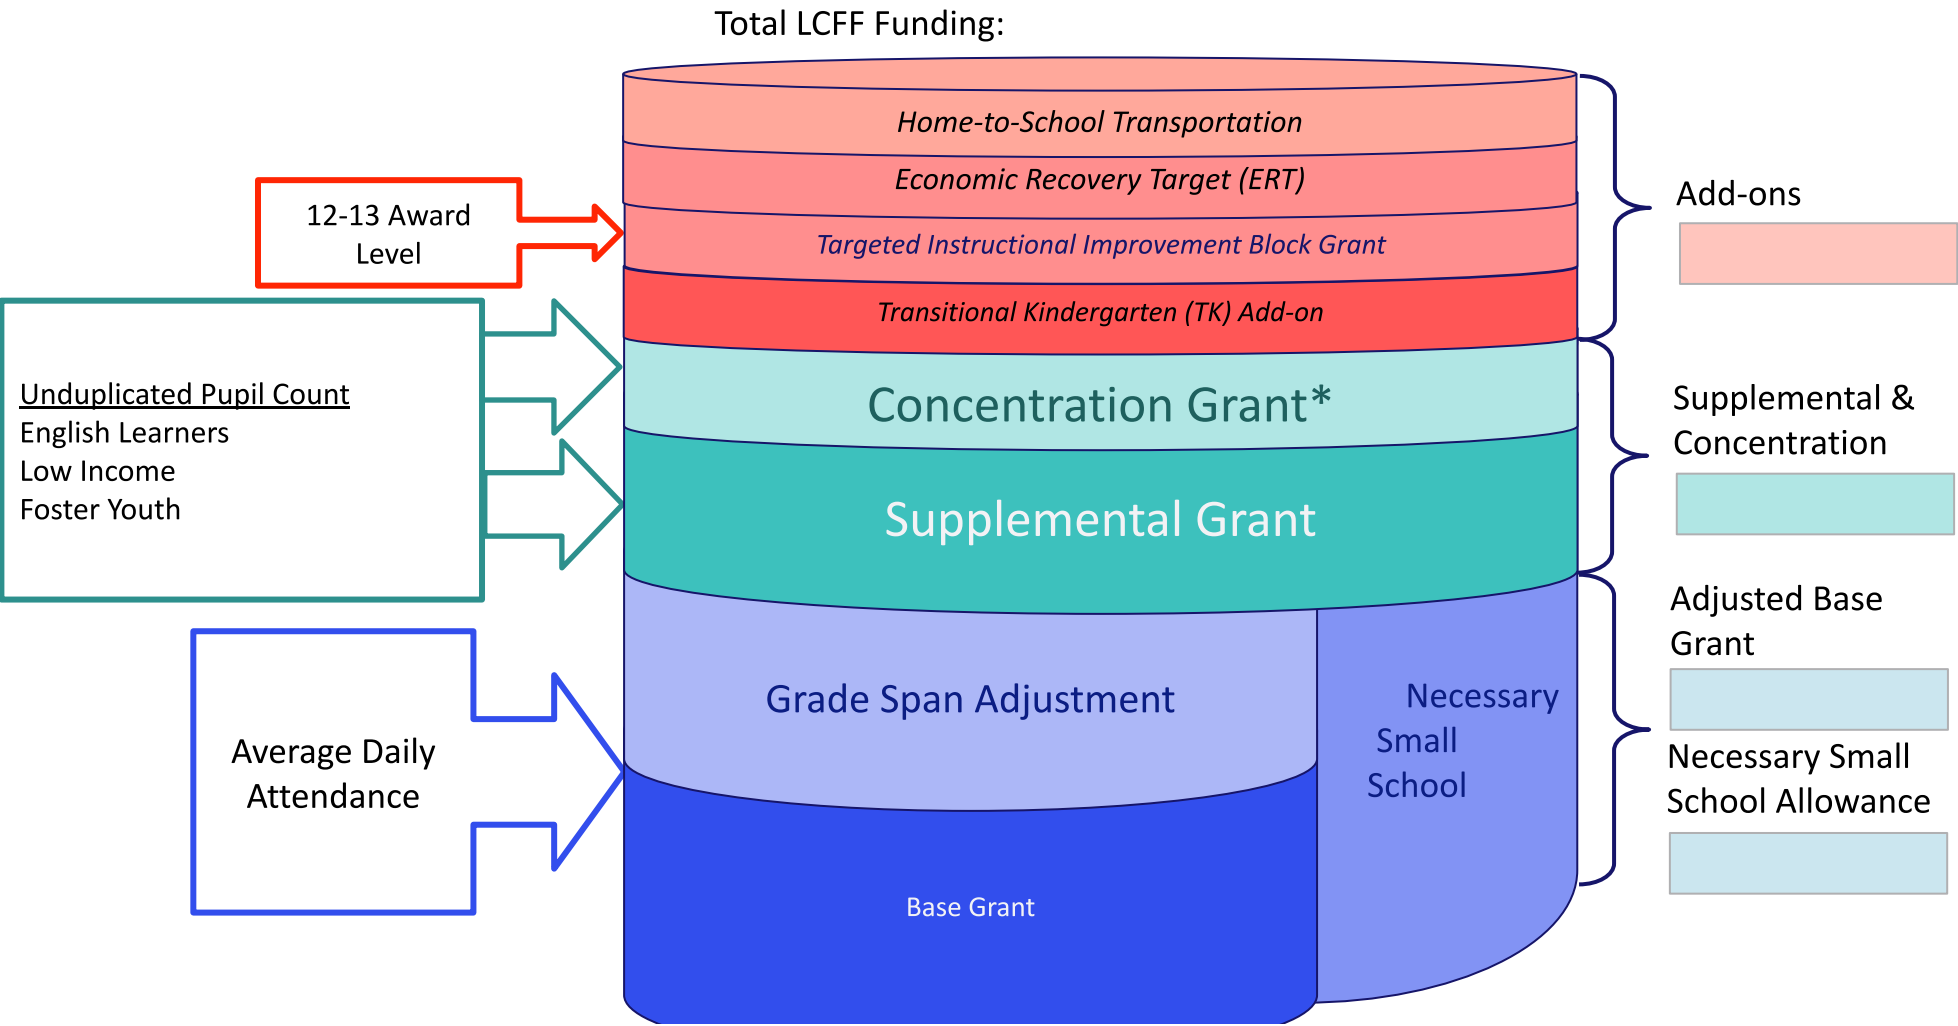 Total LCFF Funding:
Home-to-School Transportation
Economic Recovery Target (ERT)
Targeted Instructional Improvement Block Grant
Transitional Kindergarten (TK) Add-on
Concentration Grant*
Supplemental Grant
Grade Span Adjustment
Necessary
Small
School
Base Grant
12-13 Award
Level
Unduplicated Pupil Count
English Learners
Low Income
Foster Youth
Average Daily
Attendance
Add-ons
Supplemental &
Concentration
Adjusted Base
Grant
Necessary Small
School Allowance